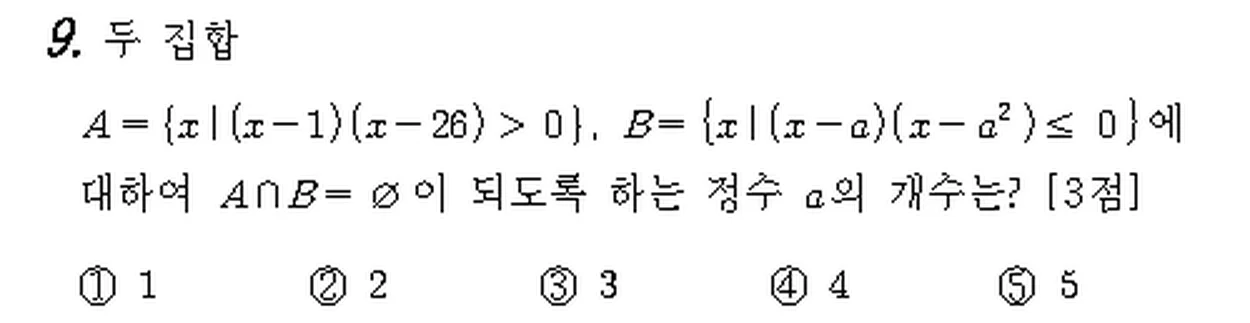 9. 두 집합
A = {x | (x-1)(x-26) > 0}, B= {x | (x-a)(x-a²) ≤ 0}에
대하여 A∩B= ∅이 되도록 하는 정수 a의 개수는? [3점]
① 1 ② 2 ③ 3 ④ 4 ⑤ 5